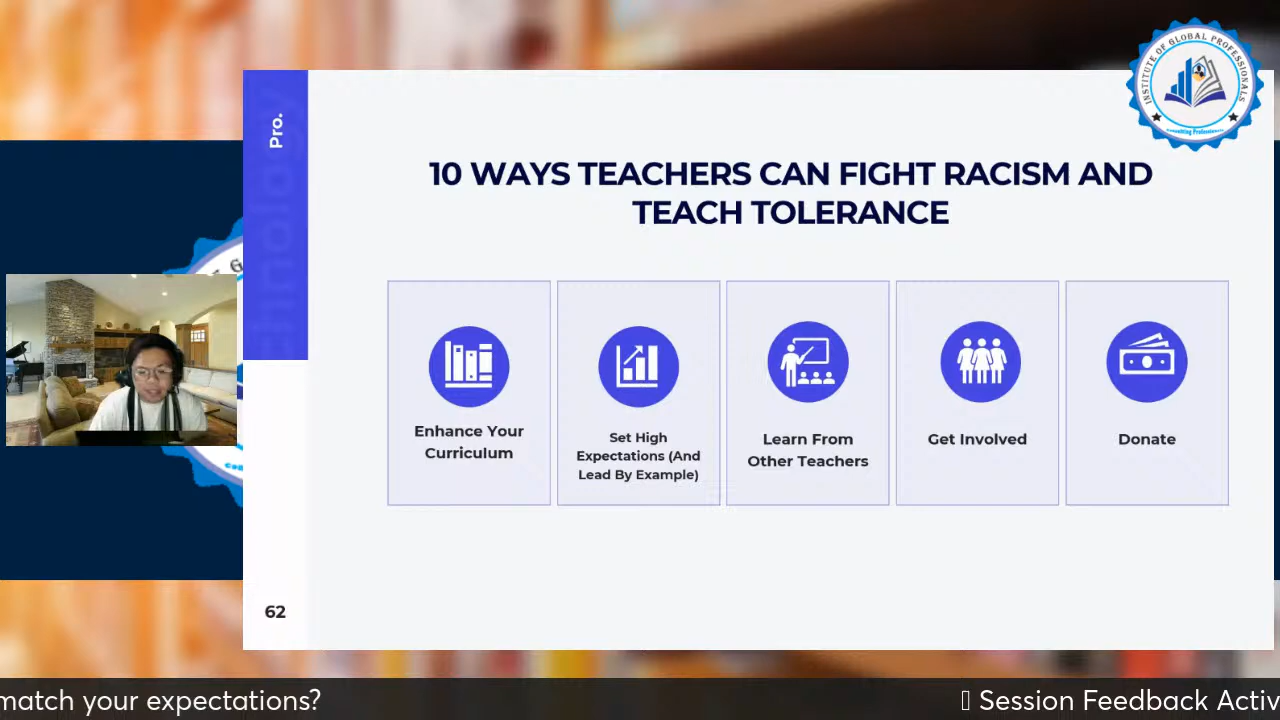 INSTITUTE OF GLOBAL PROFESSIONALS
Consulting Professionals
Pro.
10 WAYS TEACHERS CAN FIGHT RACISM AND
TEACH TOLERANCE
Enhance Your
Curriculum
Set High
Expectations (And
Lead By Example)
Learn From
Other Teachers
Get Involved
Donate
62
match your expectations?
Session Feedback Activ